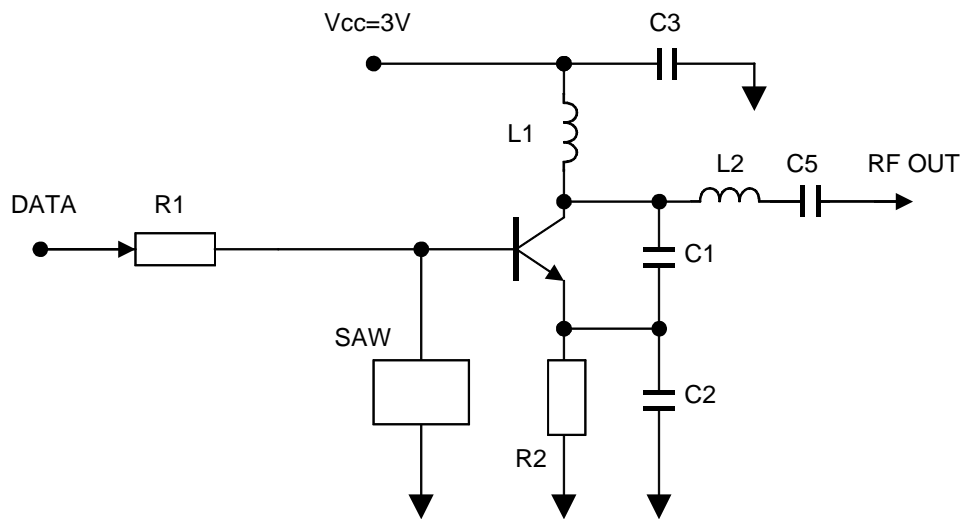 Vcc=3V
C3
L1
L2
C5
RF OUT
DATA
R1
C1
SAW
C2
R2